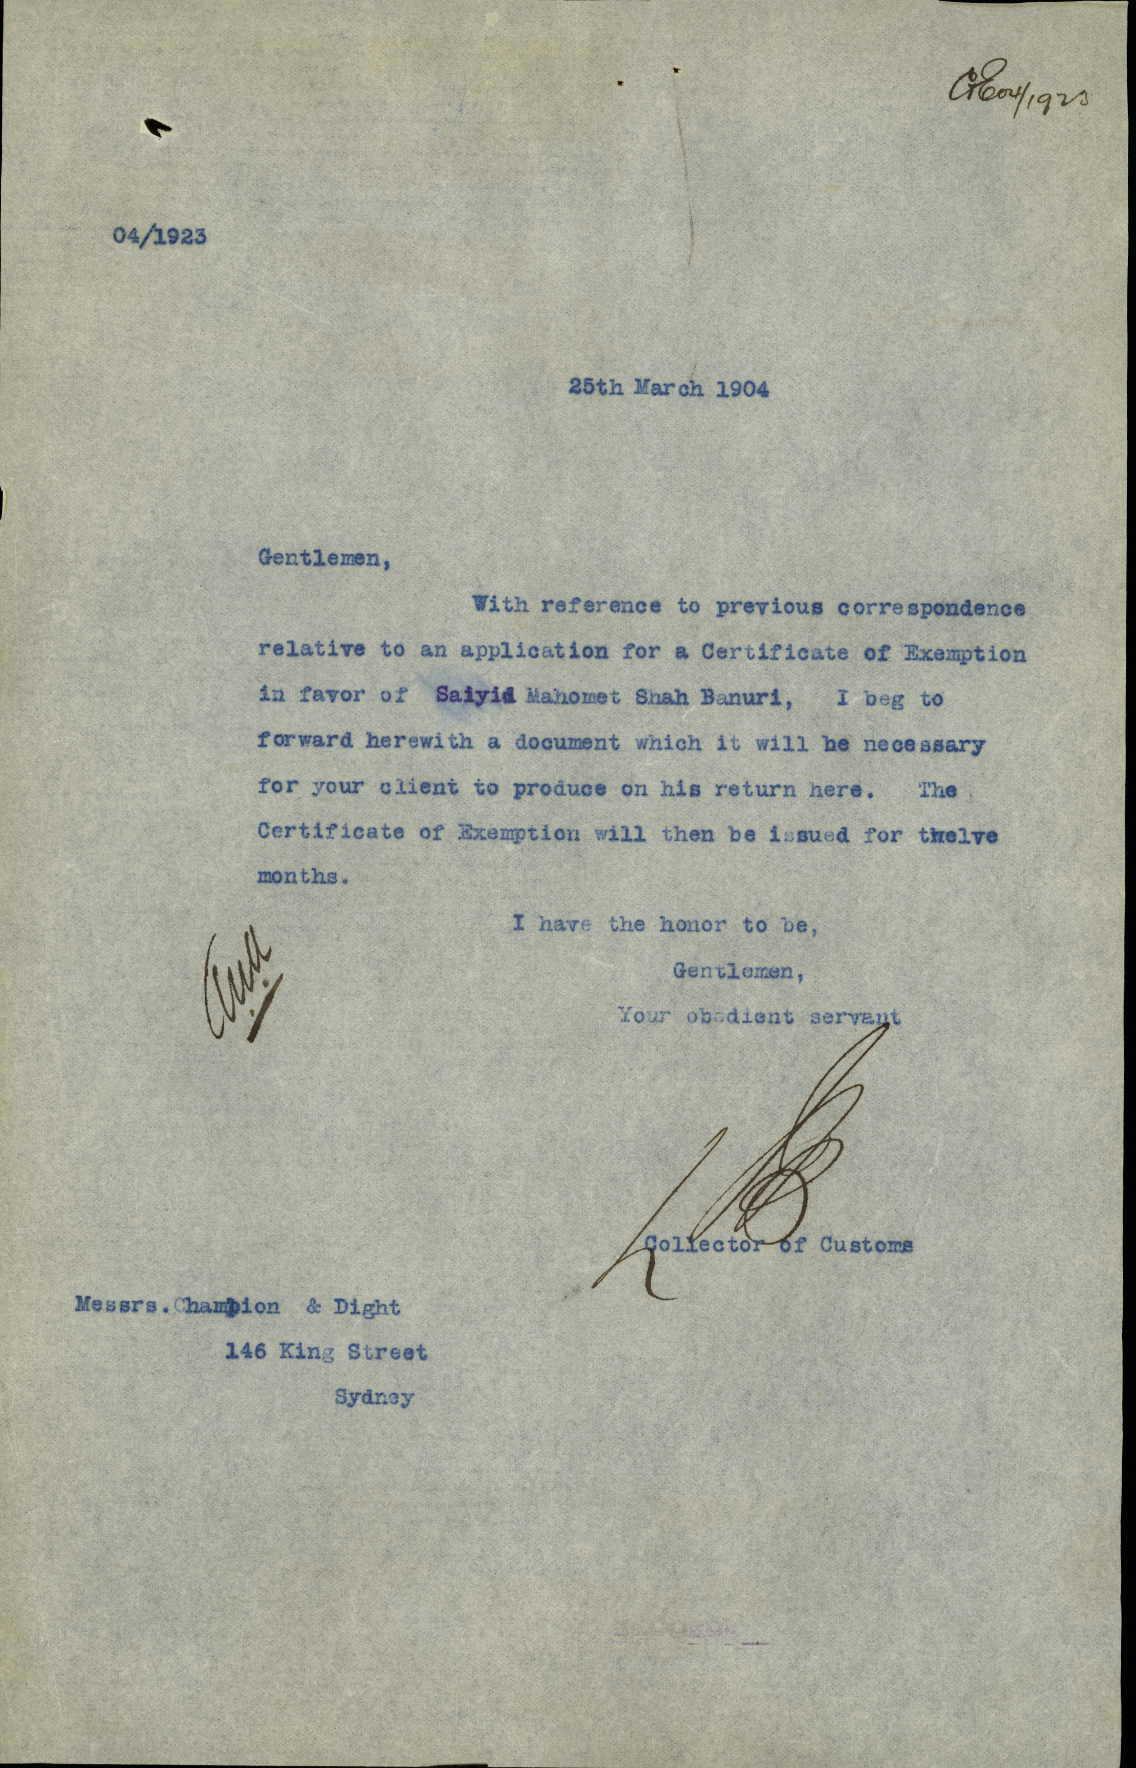 C&E04/1923
04/1923
25th March 1904
Gentlemen,
With reference to previous correspondence
relative to an application for a Certificate of Exemption
in favor of Saiyid Mahomet Shah Banuri, I beg to
forward herewith a document which it will be necessary
for your client to produce on his return here. The
Certificate of Exemption will then be issued for twelve
months.
I have the honor to be,
Gentlemen,
Your obedient servant
Collector of Customs
Messrs. Champion & Dight
146 King Street
Sydney